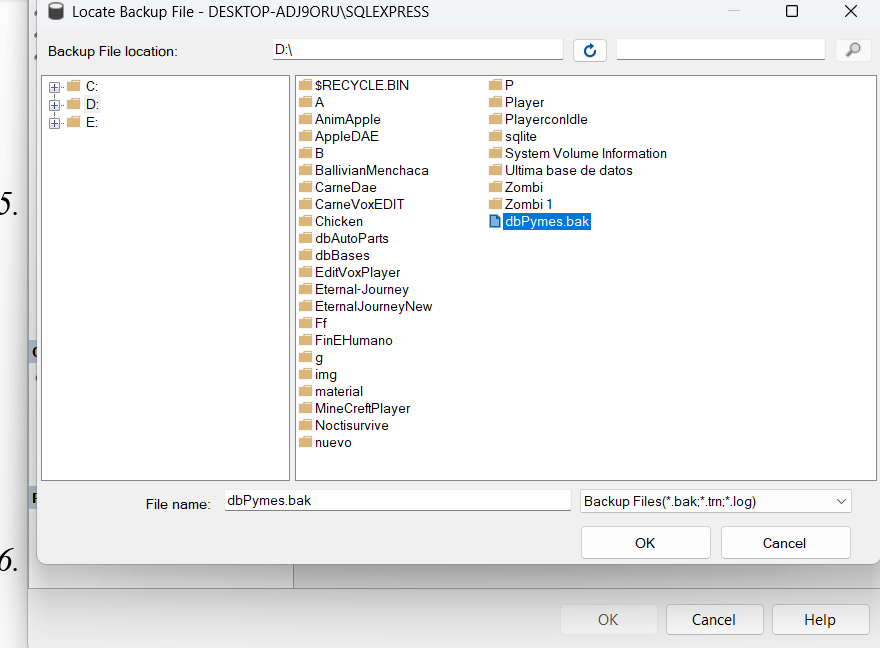 Locate Backup File - DESKTOP-ADJ9ORU\SQLEXPRESS
Backup File location:
D:\
C:
D:
E:
$RECYCLE.BIN
A
AnimApple
AppleDAE
B
BallivianMenchaca
CarneDae
CarneVoxEDIT
Chicken
dbAutoParts
dbBases
EditVoxPlayer
Eternal-Journey
EternalJourneyNew
Ff
FinEHumano
g
img
material
MineCreftPlayer
Noctisurvive
nuevo
P
Player
PlayerconIdle
sqlite
System Volume Information
Ultima base de datos
Zombi
Zombi 1
dbPymes.bak
File name:
dbPymes.bak
Backup Files(*.bak;*.trn;*.log)
OK
Cancel
5.
6.
OK
Cancel
Help